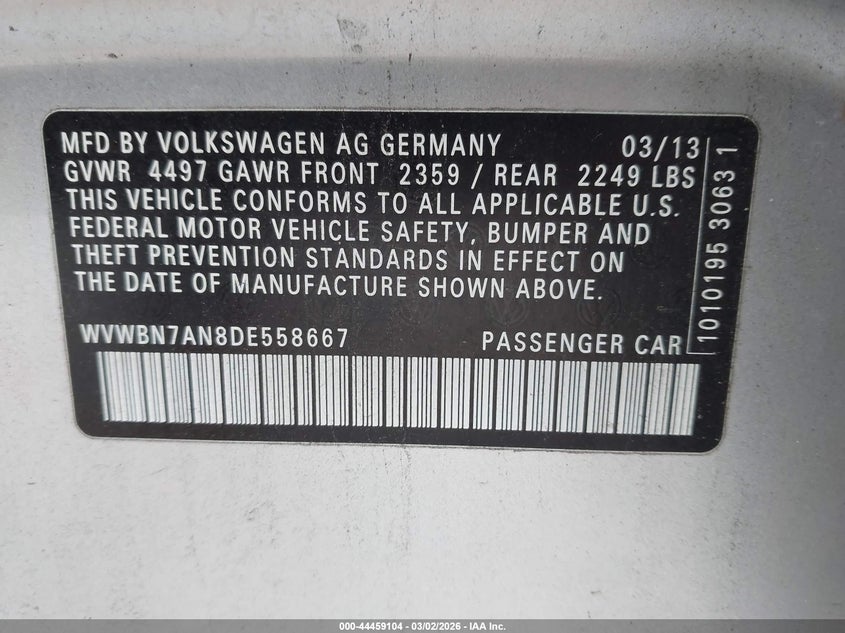 MFD BY VOLKSWAGEN AG GERMANY 03/13
GVWR 4497 GAWR FRONT 2359 / REAR 2249 LBS
THIS VEHICLE CONFORMS TO ALL APPLICABLE U.S.
FEDERAL MOTOR VEHICLE SAFETY, BUMPER AND
THEFT PREVENTION STANDARDS IN EFFECT ON
THE DATE OF MANUFACTURE SHOWN ABOVE.
WVWBN7AN8DE558667 PASSENGER CAR
1010195 3063 1
000-44459104 | 03/02/2026 - IAA Inc.